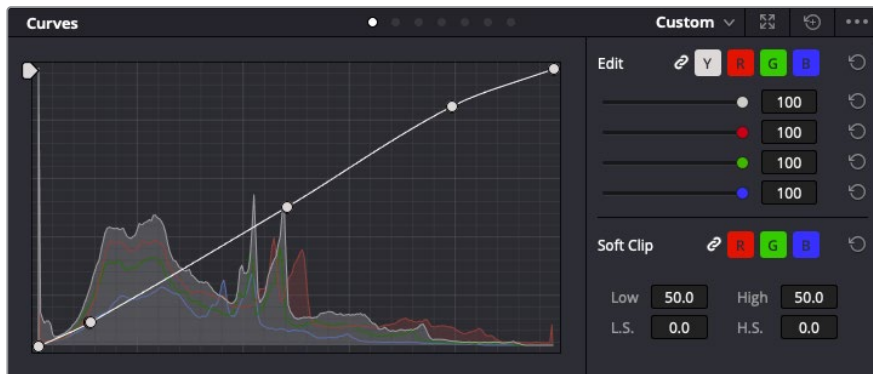 Curves Custom
Edit Y R G B
100
100
100
100
Soft Clip R G B
Low 50.0 High 50.0
L.S. 0.0 H.S. 0.0